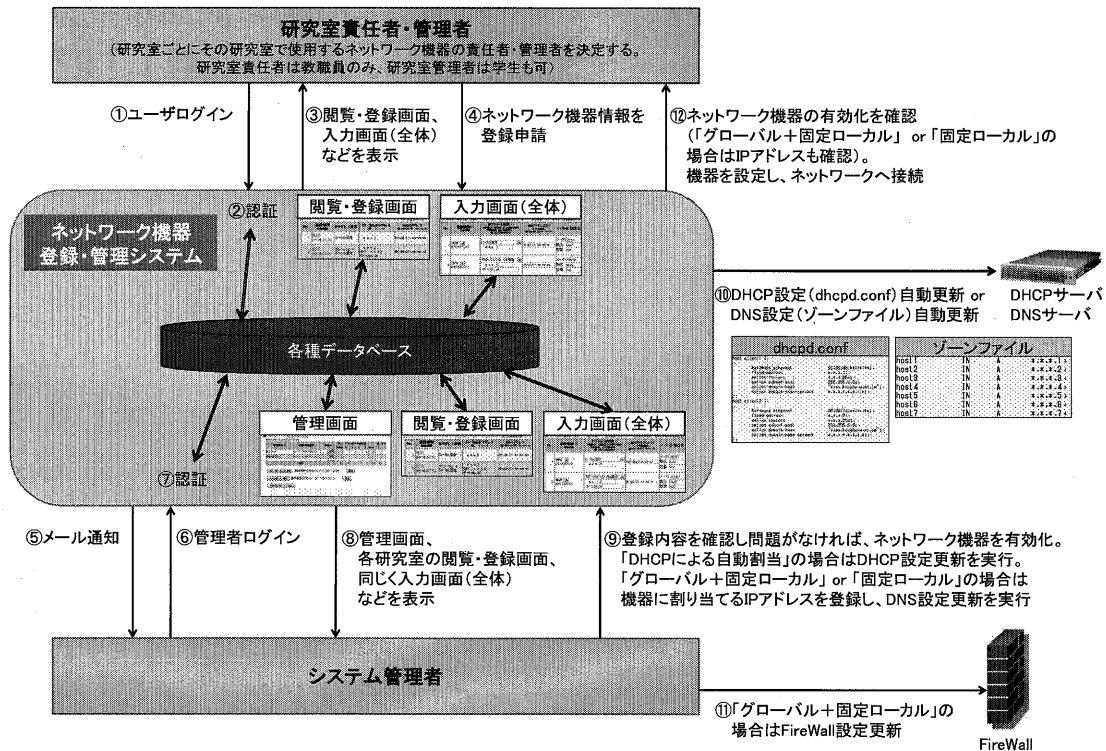 研究室責任者・管理者
(研究室ごとにその研究室で使用するネットワーク機器の責任者・管理者を決定する。
研究室責任者は教職員のみ、研究室管理者は学生も可)
①ユーザログイン
③閲覧・登録画面、
入力画面(全体)
などを表示
④ネットワーク機器情報を
登録申請
⑫ネットワーク機器の有効化を確認
(「グローバル+固定ローカル」 or 「固定ローカル」の
場合はIPアドレスも確認)。
機器を設定し、ネットワークへ接続
ネットワーク機器
登録・管理システム
②認証
閲覧・登録画面
入力画面(全体)
各種データベース
⑦認証
管理画面
閲覧・登録画面
入力画面(全体)
⑩DHCP設定(dhcpd.conf)自動更新 or
DNS設定(ゾーンファイル)自動更新
DHCPサーバ
DNSサーバ
dhcpd.conf
ゾーンファイル
host1 IN A *.*.*.1
host2 IN A *.*.*.2
host3 IN A *.*.*.3
host4 IN A *.*.*.4
host5 IN A *.*.*.5
host6 IN A *.*.*.6
host7 IN A *.*.*.7
⑤メール通知
⑥管理者ログイン
⑧管理画面、
各研究室の閲覧・登録画面、
同じく入力画面(全体)
などを表示
⑨登録内容を確認し問題がなければ、ネットワーク機器を有効化。
「DHCPによる自動割当」の場合はDHCP設定更新を実行。
「グローバル+固定ローカル」 or 「固定ローカル」の場合は
機器に割り当てるIPアドレスを登録し、DNS設定更新を実行
システム管理者
⑪「グローバル+固定ローカル」の
場合はFireWall設定更新
FireWall